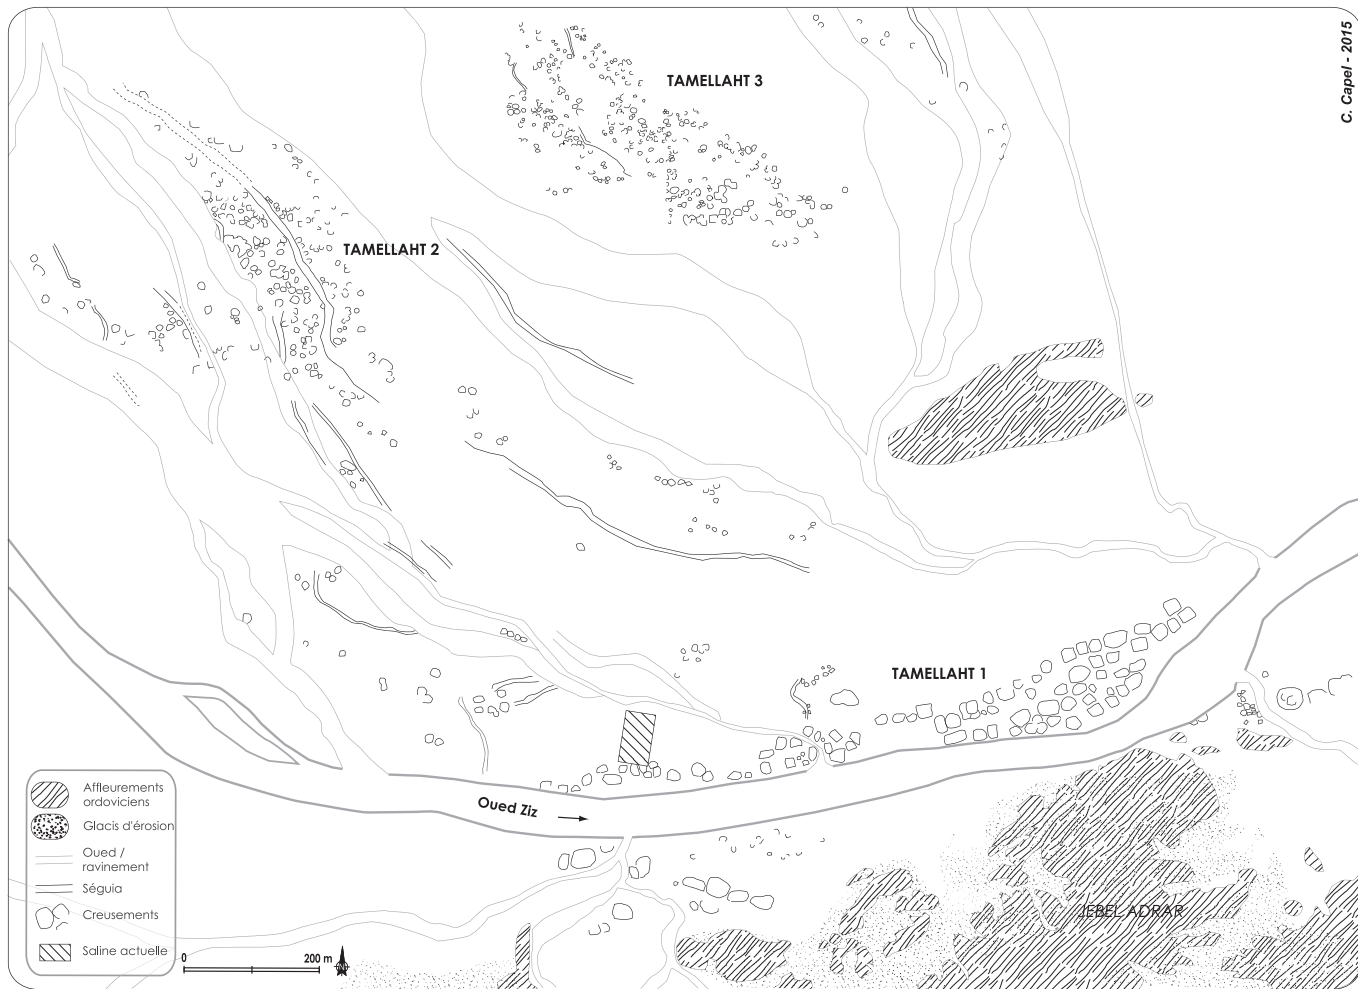 C. Capel - 2015
TAMELLAHT 3
TAMELLAHT 2
TAMELLAHT 1
Oued Ziz
JEBEL ADRAR
Affleurements
ordoviciens
Glacis d'érosion
Oued /
ravinement
Séguia
Creusements
Saline actuelle
0
200 m